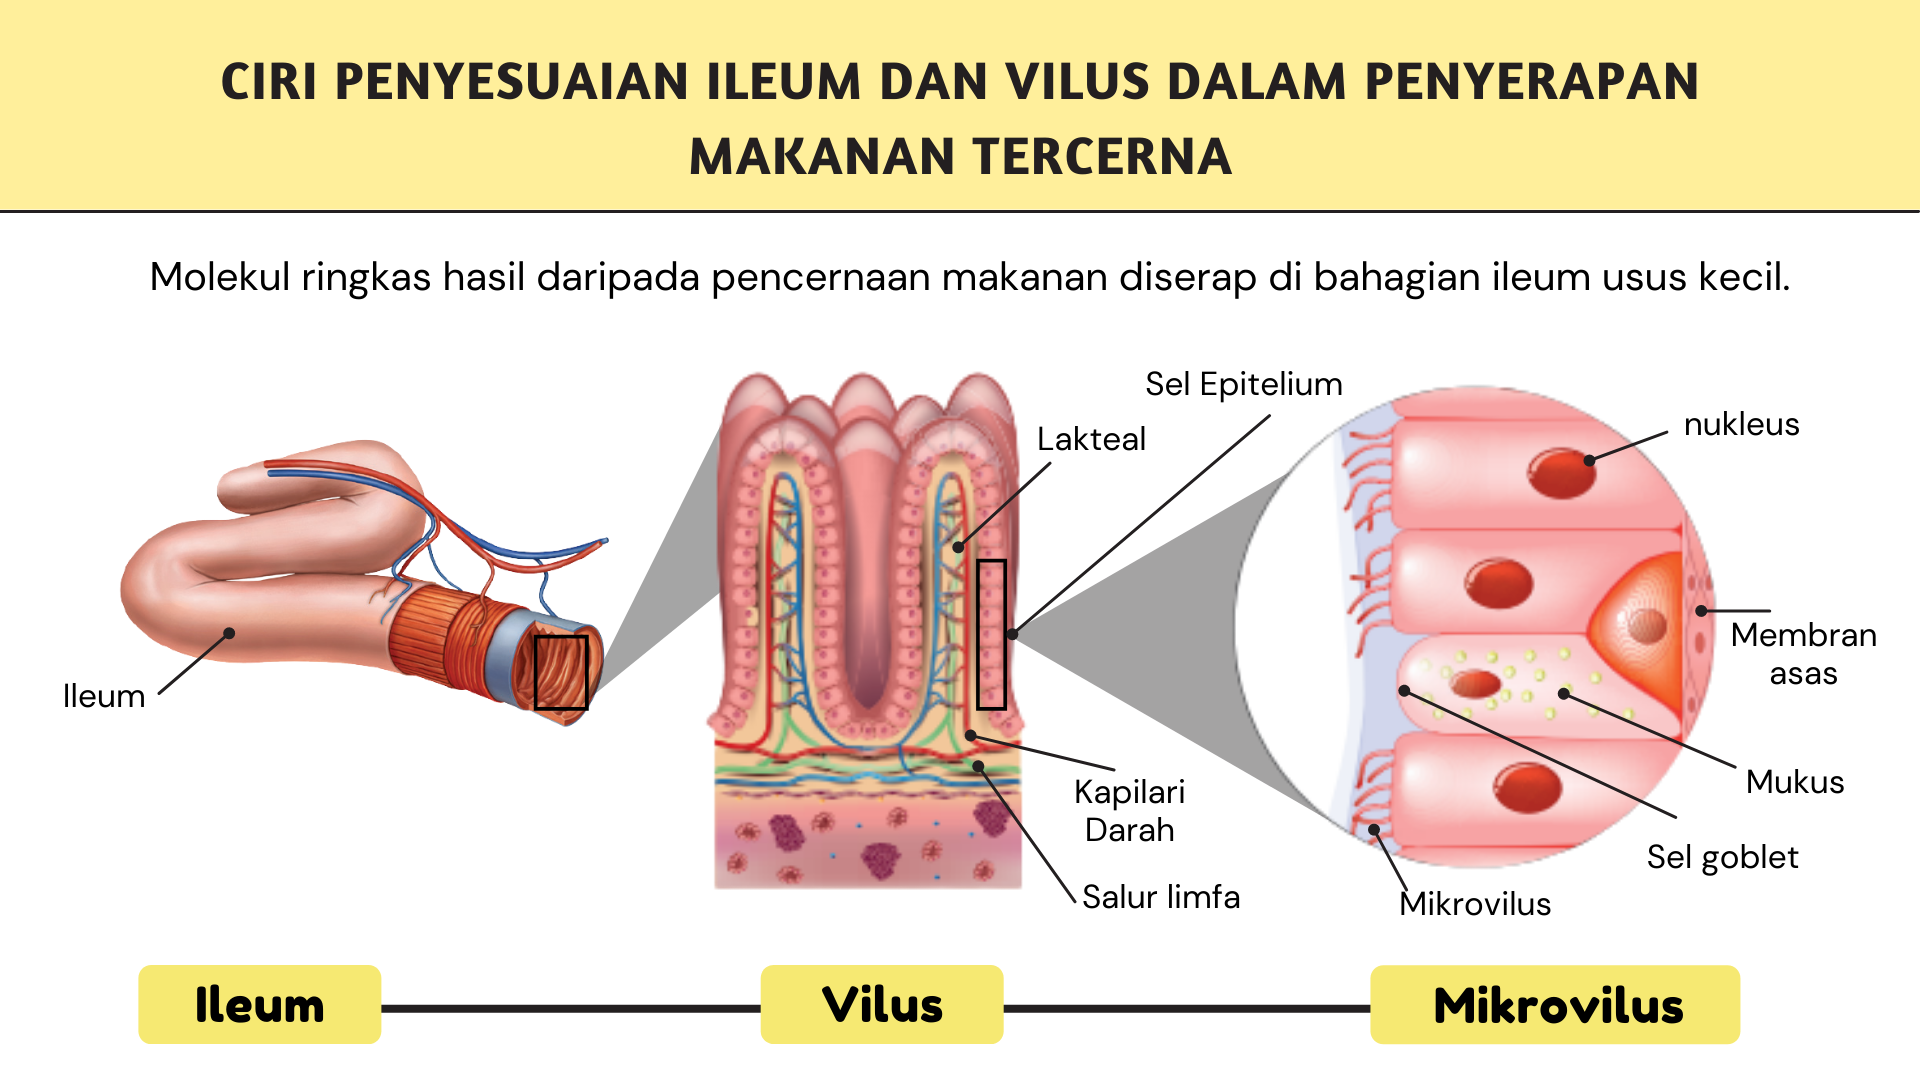 CIRI PENYESUAIAN ILEUM DAN VILUS DALAM PENYERAPAN
MAKANAN TERCERNA
Molekul ringkas hasil daripada pencernaan makanan diserap di bahagian ileum usus kecil.
Sel Epitelium
Lakteal
nukleus
Membran
asas
Ileum
Kapilari
Darah
Mukus
Sel goblet
Salur limfa
Mikrovilus
Ileum
Vilus
Mikrovilus